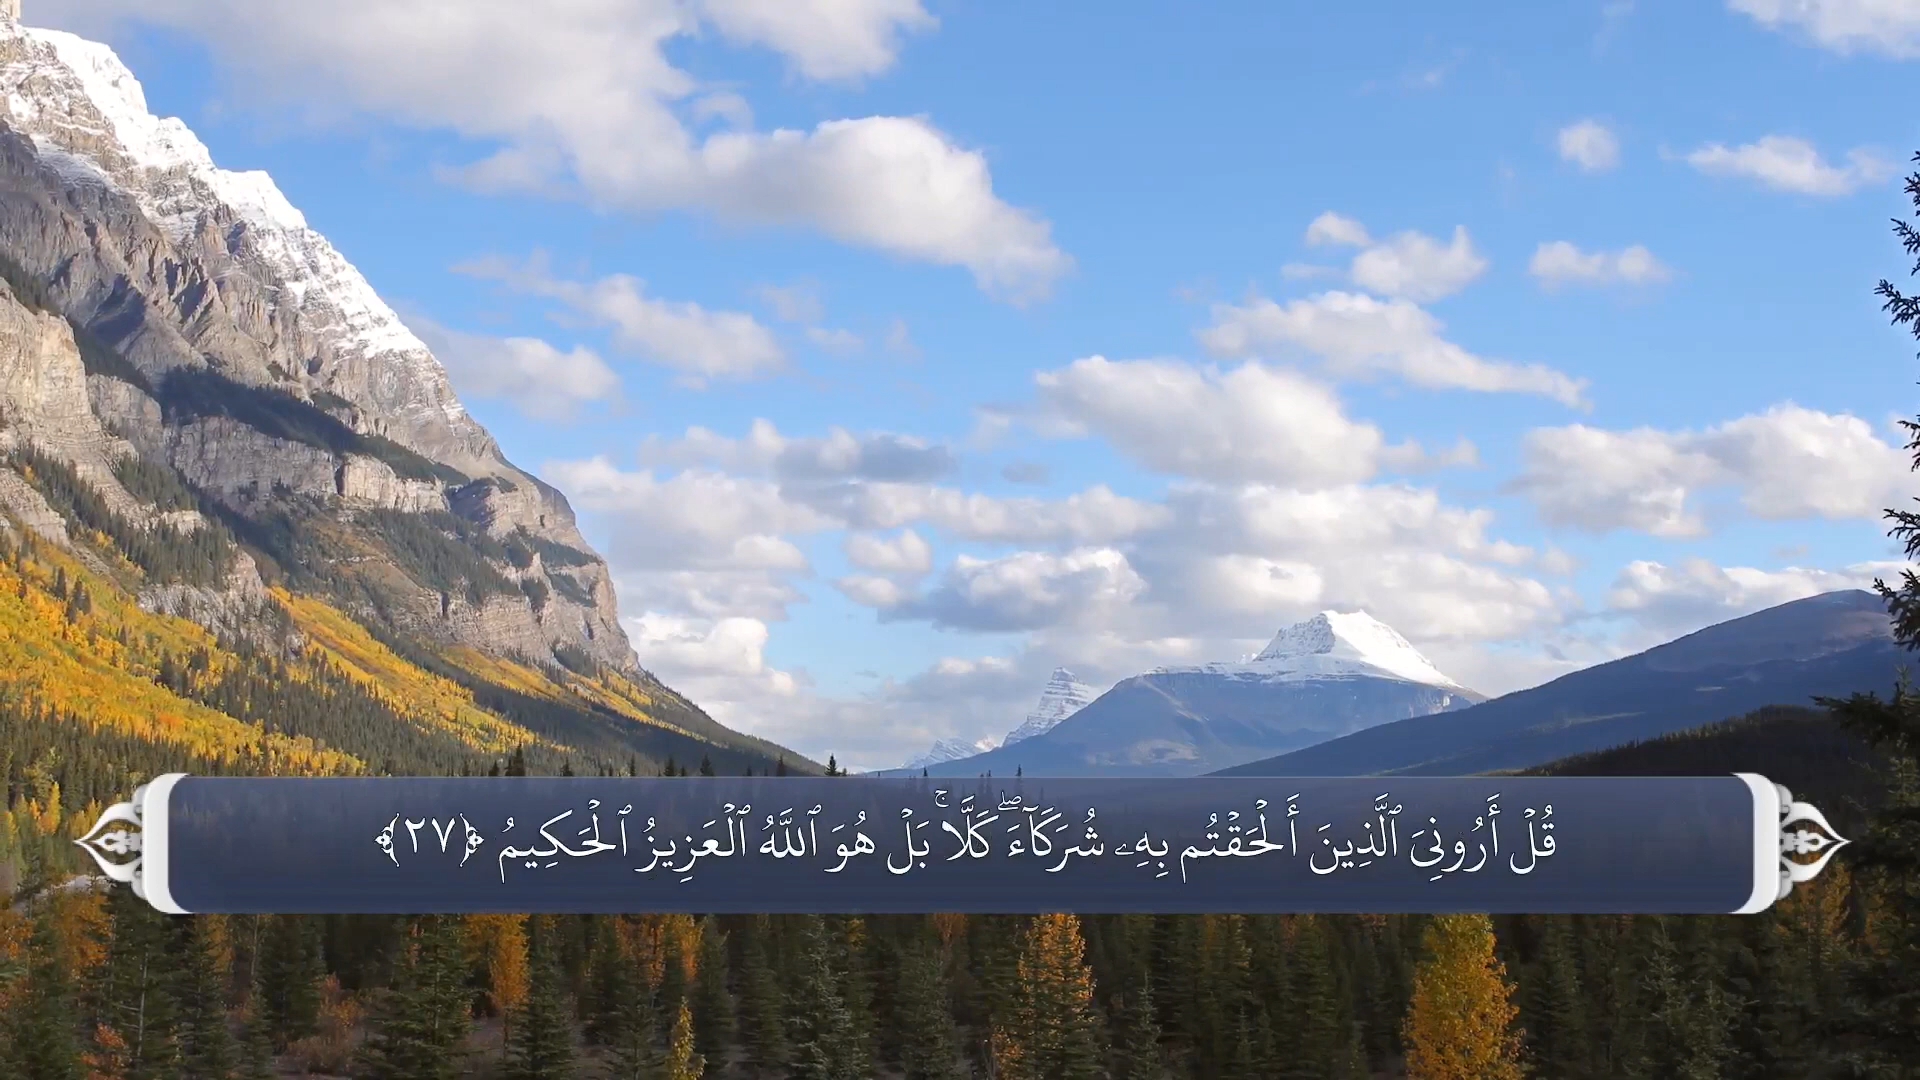 قُلْ أَرُونِىَ ٱلَّذِينَ أَلْحَقْتُم بِهِۦ شُرَكَآءَ ۖ كَلَّا ۚ بَلْ هُوَ ٱللَّهُ ٱلْعَزِيزُ ٱلْحَكِيمُ ﴿٢٧﴾